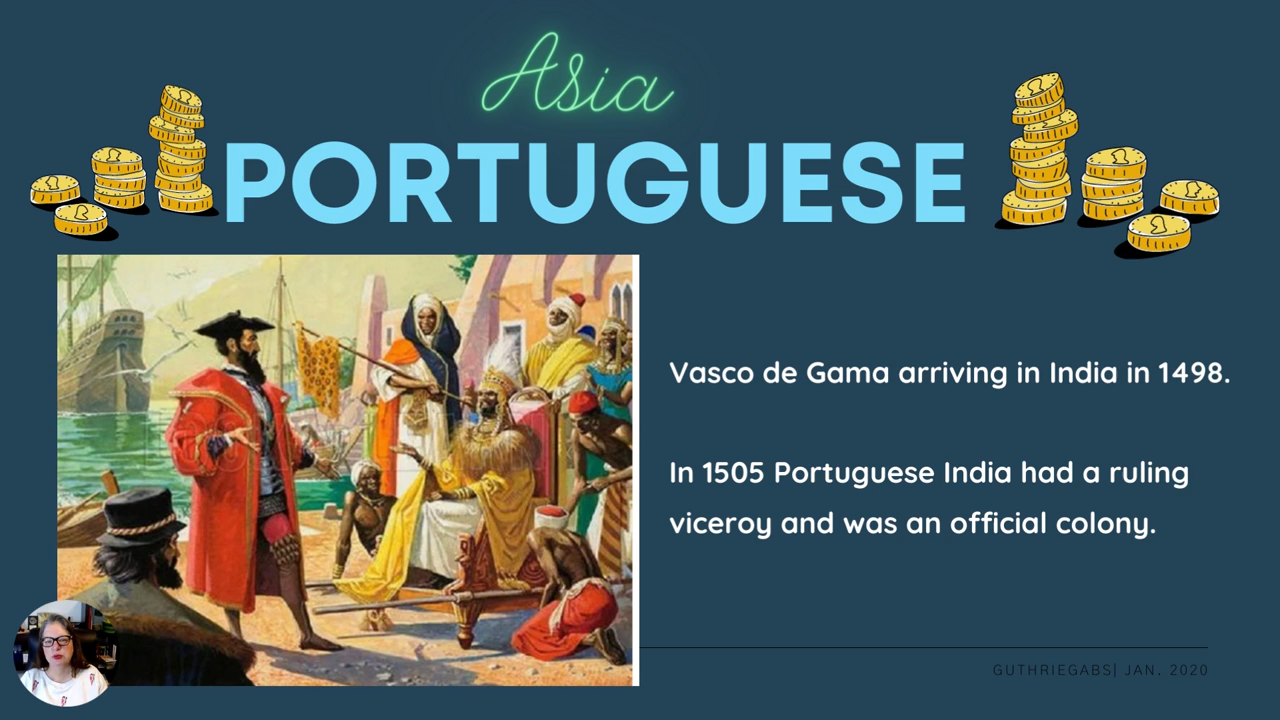 Asia
PORTUGUESE
Vasco de Gama arriving in India in 1498.
In 1505 Portuguese India had a ruling
viceroy and was an official colony.
GUTHRIEGABS| JAN. 2020